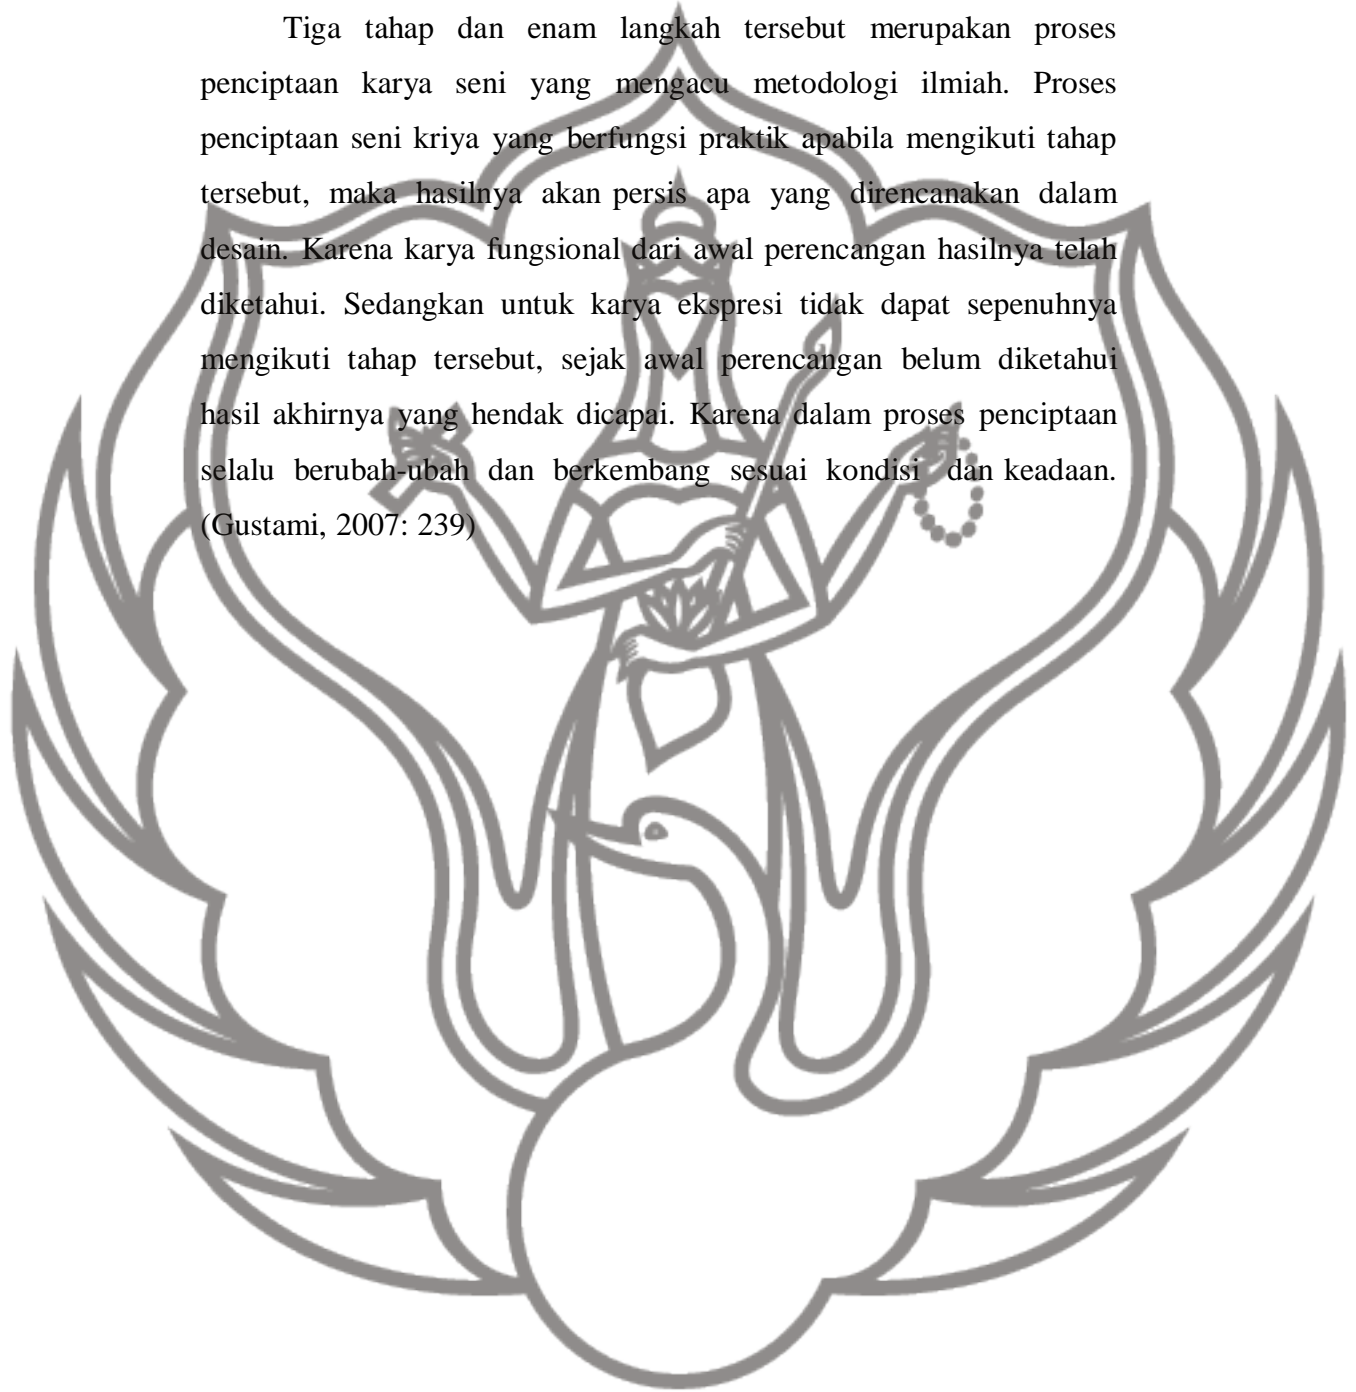 Tiga tahap dan enam langkah tersebut merupakan proses
penciptaan karya seni yang mengacu metodologi ilmiah. Proses
penciptaan seni kriya yang berfungsi praktik apabila mengikuti tahap
tersebut, maka hasilnya akan persis apa yang direncanakan dalam
desain. Karena karya fungsional dari awal perencangan hasilnya telah
diketahui. Sedangkan untuk karya ekspresi tidak dapat sepenuhnya
mengikuti tahap tersebut, sejak awal perencangan belum diketahui
hasil akhirnya yang hendak dicapai. Karena dalam proses penciptaan
selalu berubah-ubah dan berkembang sesuai kondisi dan keadaan.
(Gustami, 2007: 239)